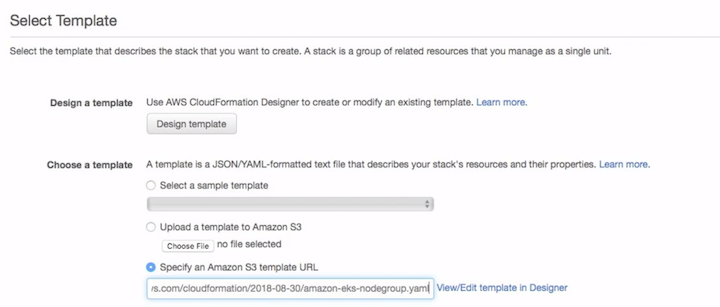 Select Template
Select the template that describes the stack that you want to create. A stack is a group of related resources that you manage as a single unit.
Design a template Use AWS CloudFormation Designer to create or modify an existing template. Learn more.
Design template
Choose a template A template is a JSON/YAML-formatted text file that describes your stack's resources and their properties. Learn more.
Select a sample template
Upload a template to Amazon S3
Choose File no file selected
Specify an Amazon S3 template URL
s.com/cloudformation/2018-08-30/amazon-eks-nodegroup.yaml View/Edit template in Designer